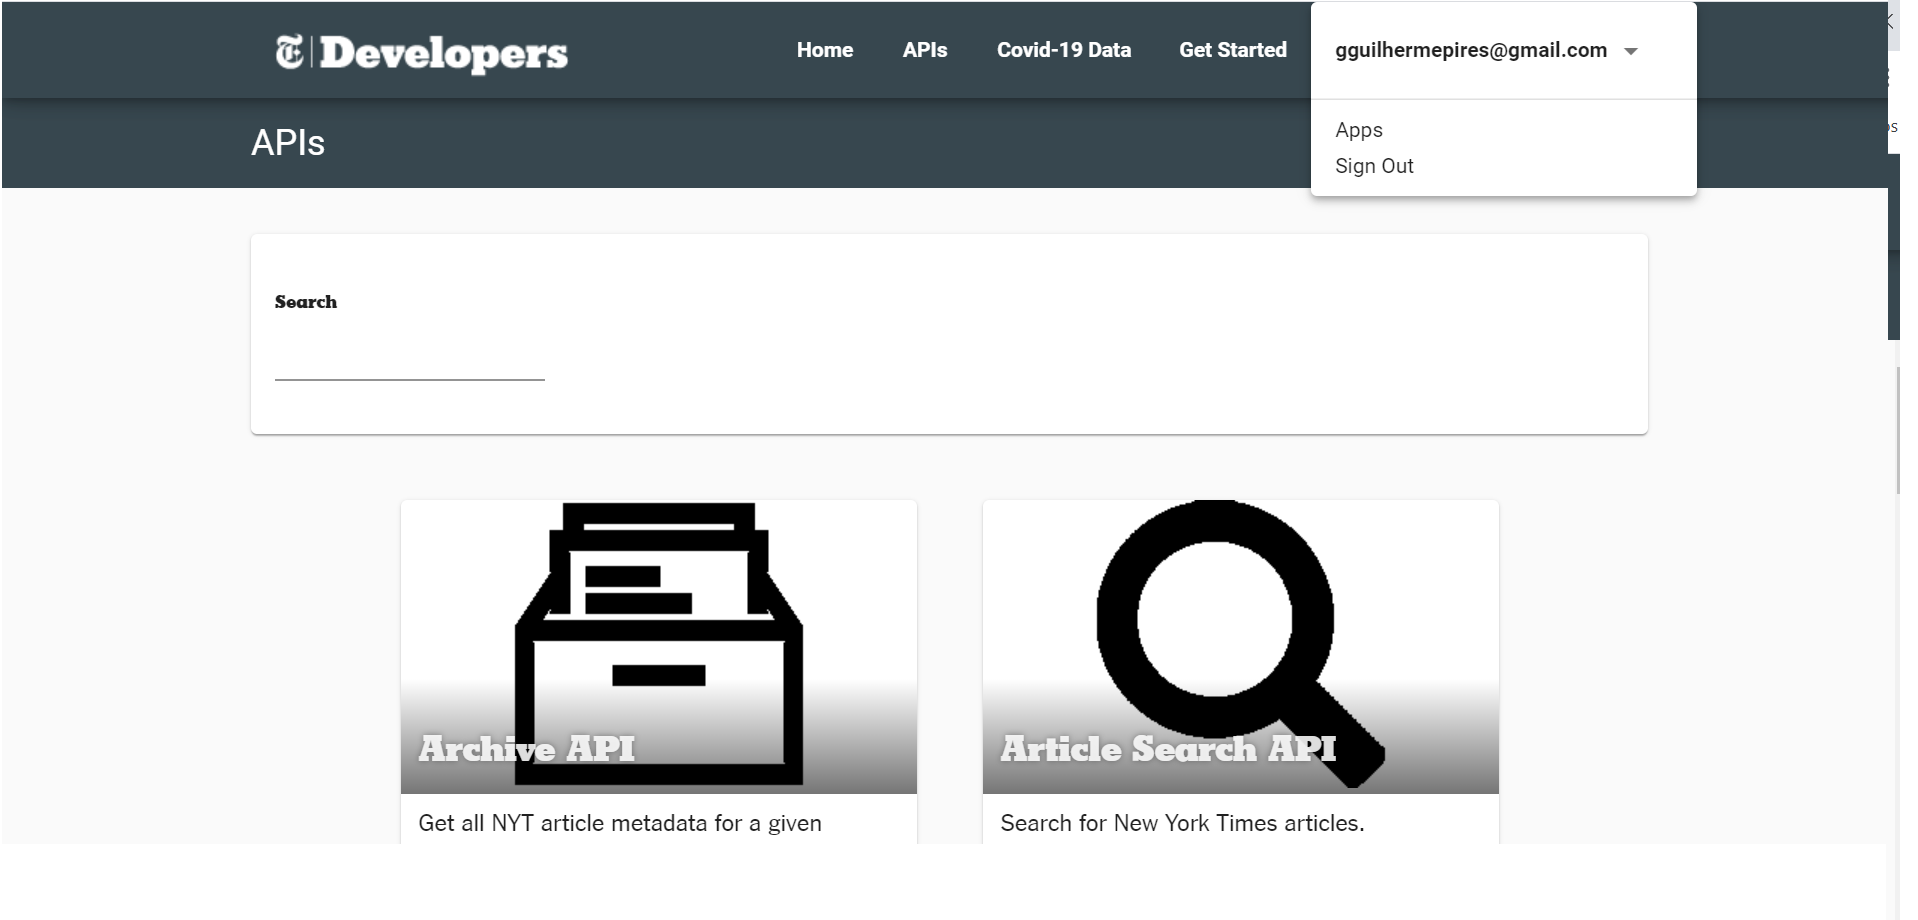 T Developers
Home APIs Covid-19 Data Get Started gguilhermepires@gmail.com
APIs
Apps
Sign Out
Search
Archive API
Article Search API
Get all NYT article metadata for a given
Search for New York Times articles.